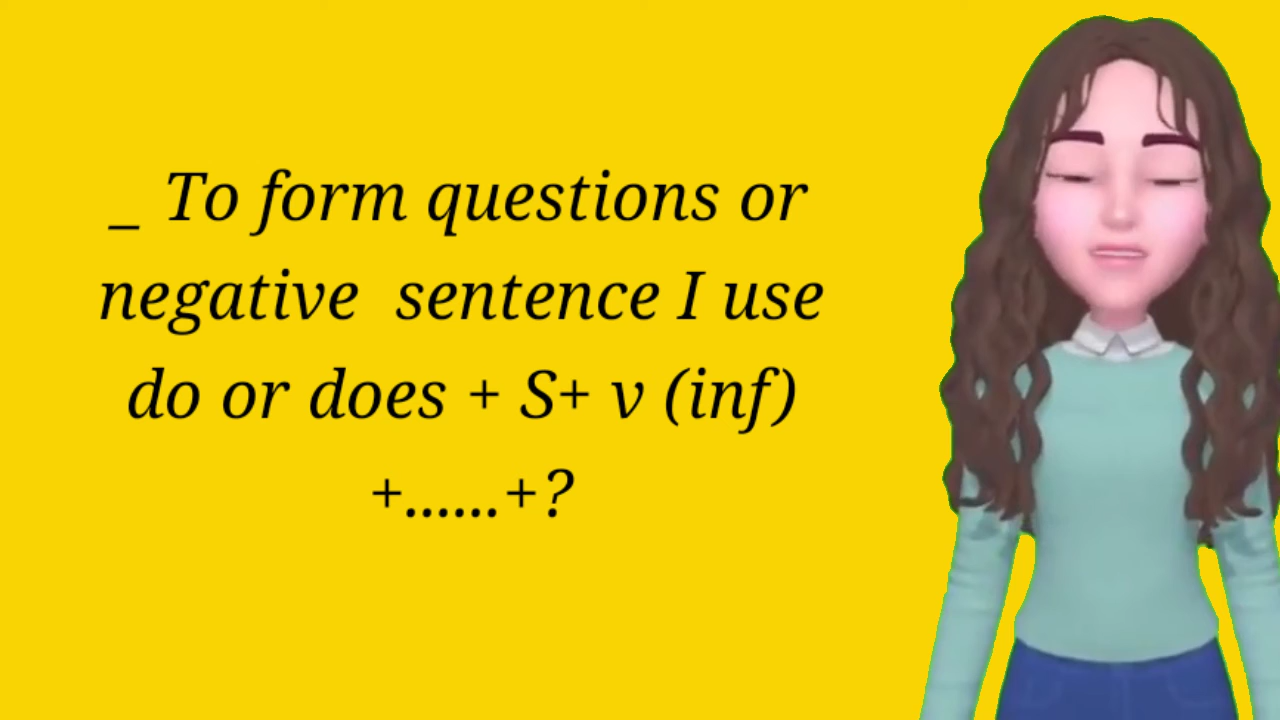 _ To form questions or
negative  sentence I use
do or does + S+ v (inf)
+......+?